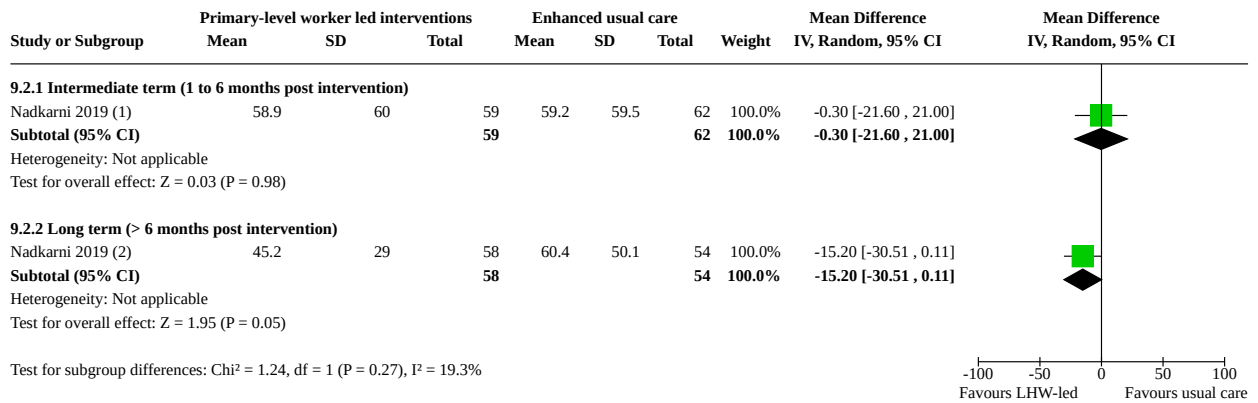 Primary-level worker led interventions Enhanced usual care Mean Difference Mean Difference
Study or Subgroup Mean SD Total Mean SD Total Weight IV, Random, 95% CI IV, Random, 95% CI
9.2.1 Intermediate term (1 to 6 months post intervention)
Nadkarni 2019 (1) 58.9 60 59 59.2 59.5 62 100.0% -0.30 [-21.60 , 21.00]
Subtotal (95% CI) 59 62 100.0% -0.30 [-21.60 , 21.00]
Heterogeneity: Not applicable
Test for overall effect: Z = 0.03 (P = 0.98)
9.2.2 Long term (> 6 months post intervention)
Nadkarni 2019 (2) 45.2 29 58 60.4 50.1 54 100.0% -15.20 [-30.51 , 0.11]
Subtotal (95% CI) 58 54 100.0% -15.20 [-30.51 , 0.11]
Heterogeneity: Not applicable
Test for overall effect: Z = 1.95 (P = 0.05)
Test for subgroup differences: Chi² = 1.24, df = 1 (P = 0.27), I² = 19.3%
-100 -50 0 50 100
Favours LHW-led Favours usual care